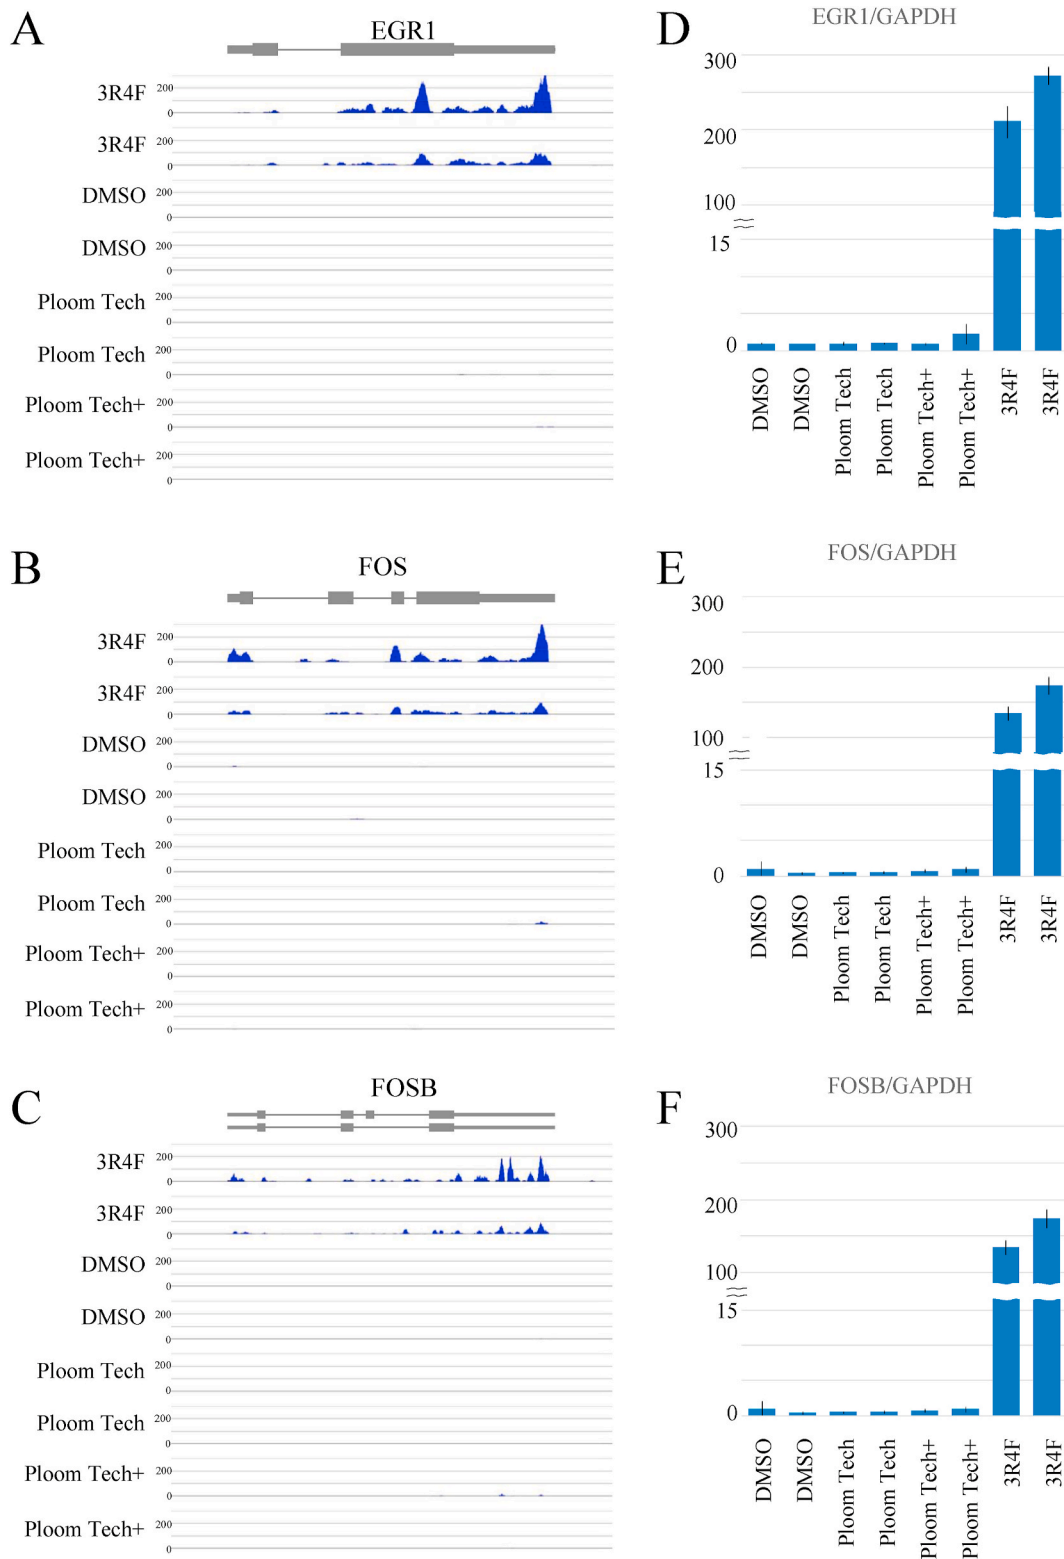 A
EGR1
3R4F
200
0
3R4F
200
0
DMSO
200
0
DMSO
200
0
Ploom Tech
200
0
Ploom Tech
200
0
Ploom Tech+
200
0
Ploom Tech+
200
0
D
EGR1/GAPDH
300
200
100
15
0
DMSO
DMSO
Ploom Tech
Ploom Tech
Ploom Tech+
Ploom Tech+
3R4F
3R4F
B
FOS
3R4F
200
0
3R4F
200
0
DMSO
200
0
DMSO
200
0
Ploom Tech
200
0
Ploom Tech
200
0
Ploom Tech+
200
0
Ploom Tech+
200
0
E
FOS/GAPDH
300
200
100
15
0
DMSO
DMSO
Ploom Tech
Ploom Tech
Ploom Tech+
Ploom Tech+
3R4F
3R4F
C
FOSB
3R4F
200
0
3R4F
200
0
DMSO
200
0
DMSO
200
0
Ploom Tech
200
0
Ploom Tech
200
0
Ploom Tech+
200
0
Ploom Tech+
200
0
F
FOSB/GAPDH
300
200
100
15
0
DMSO
DMSO
Ploom Tech
Ploom Tech
Ploom Tech+
Ploom Tech+
3R4F
3R4F